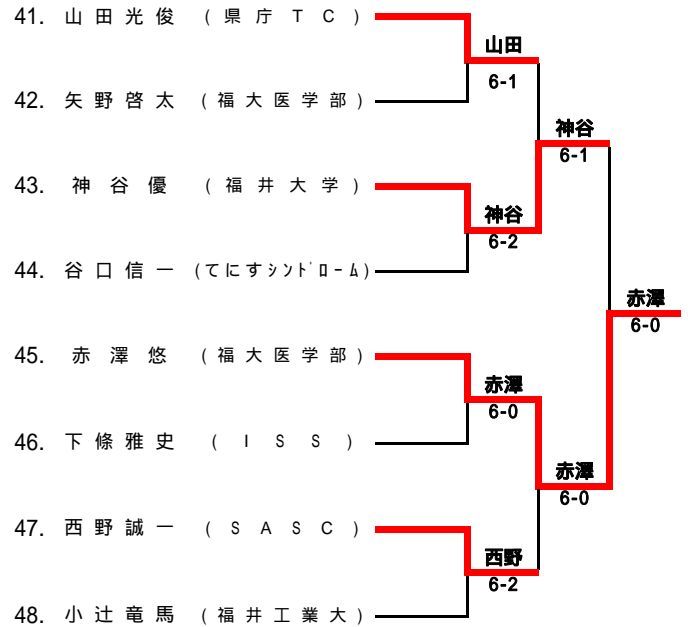 41. 山田光俊 (県庁TC)
山田
6-1
42. 矢野啓太 (福大医学部)
神谷
6-1
43. 神谷優 (福井大学)
神谷
6-2
44. 谷口信一 (てにすｼﾝﾄﾞﾛｰﾑ)
赤澤
6-0
45. 赤澤悠 (福大医学部)
赤澤
6-0
46. 下條雅史 (ISS)
赤澤
6-0
47. 西野誠一 (SASC)
西野
6-2
48. 小辻竜馬 (福井工業大)